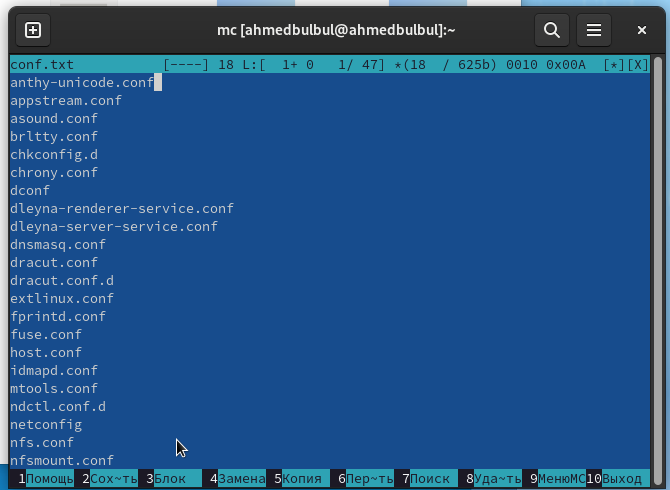 mc [ahmedbulbul@ahmedbulbul]:~
conf.txt [----] 18 L:[ 1+ 0 1/ 47] *(18 / 625b) 0010 0x00A [*][X]
anthy-unicode.conf
appstream.conf
asound.conf
brltty.conf
chkconfig.d
chrony.conf
dconf
dleyna-renderer-service.conf
dleyna-server-service.conf
dnsmasq.conf
dracut.conf
dracut.conf.d
extlinux.conf
fprintd.conf
fuse.conf
host.conf
idmapd.conf
mtools.conf
ndctl.conf.d
netconfig
nfs.conf
nfsmount.conf
1Помощь 2Сох~ть 3Блок 4Замена 5Копия 6Пер~ть 7Поиск 8Уда~ть 9МенюMC 10Выход